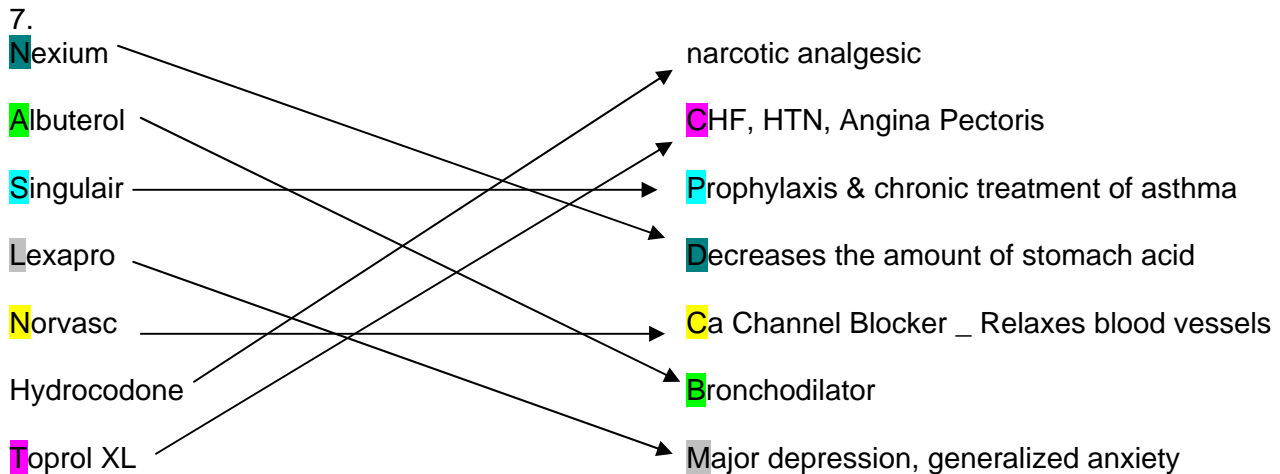 7.
Nexium narcotic analgesic
Albuterol CHF, HTN, Angina Pectoris
Singulair Prophylaxis & chronic treatment of asthma
Lexapro Decreases the amount of stomach acid
Norvasc Ca Channel Blocker _ Relaxes blood vessels
Hydrocodone Bronchodilator
Toprol XL Major depression, generalized anxiety